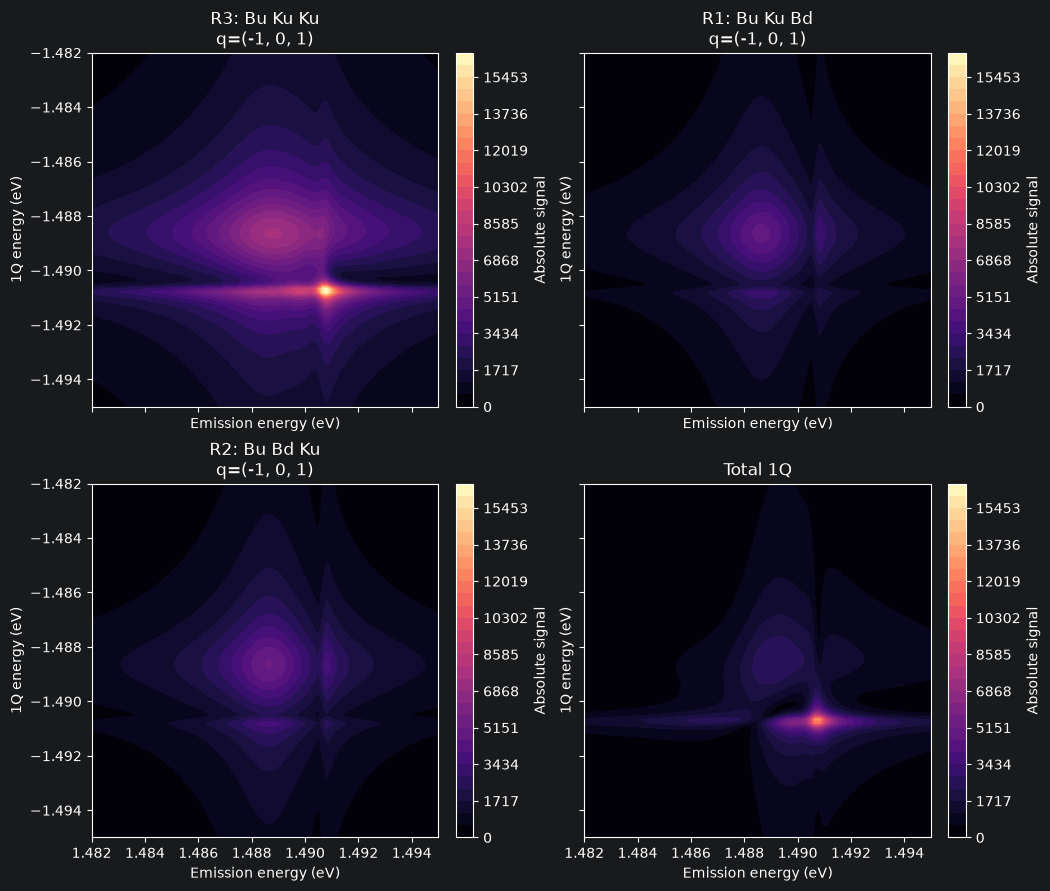 R3: Bu Ku Ku
q=(-1, 0, 1)
R1: Bu Ku Bd
q=(-1, 0, 1)
−1.482
−1.484
−1.486
−1.488
−1.490
−1.492
−1.494
1Q energy (eV)
Emission energy (eV)
15453
13736
12019
10302
8585
6868
5151
3434
1717
0
Absolute signal
1Q energy (eV)
Emission energy (eV)
15453
13736
12019
10302
8585
6868
5151
3434
1717
0
Absolute signal
R2: Bu Bd Ku
q=(-1, 0, 1)
Total 1Q
−1.482
−1.484
−1.486
−1.488
−1.490
−1.492
−1.494
1Q energy (eV)
1.482 1.484 1.486 1.488 1.490 1.492 1.494
Emission energy (eV)
15453
13736
12019
10302
8585
6868
5151
3434
1717
0
Absolute signal
1Q energy (eV)
1.482 1.484 1.486 1.488 1.490 1.492 1.494
Emission energy (eV)
15453
13736
12019
10302
8585
6868
5151
3434
1717
0
Absolute signal